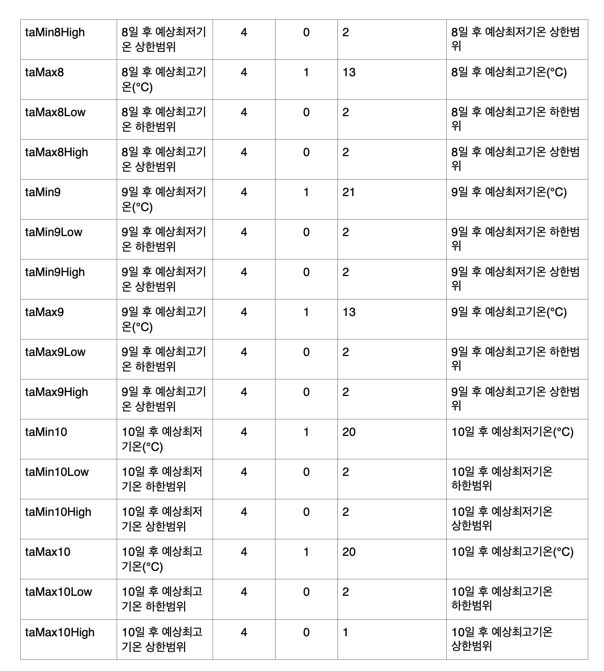 taMin8High 8일 후 예상최저기 4 0 2 8일 후 예상최저기온 상한범
온 상한범위 위
taMax8 8일 후 예상최고기 4 1 13 8일 후 예상최고기온(℃)
온(℃)
taMax8Low 8일 후 예상최고기 4 0 2 8일 후 예상최고기온 하한범
온 하한범위 위
taMax8High 8일 후 예상최고기 4 0 2 8일 후 예상최고기온 상한범
온 상한범위 위
taMin9 9일 후 예상최저기 4 1 21 9일 후 예상최저기온(℃)
온(℃)
taMin9Low 9일 후 예상최저기 4 0 2 9일 후 예상최저기온 하한범
온 하한범위 위
taMin9High 9일 후 예상최저기 4 0 2 9일 후 예상최저기온 상한범
온 상한범위 위
taMax9 9일 후 예상최고기 4 1 13 9일 후 예상최고기온(℃)
온(℃)
taMax9Low 9일 후 예상최고기 4 0 2 9일 후 예상최고기온 하한범
온 하한범위 위
taMax9High 9일 후 예상최고기 4 0 2 9일 후 예상최고기온 상한범
온 상한범위 위
taMin10 10일 후 예상최저 4 1 20 10일 후 예상최저기온(℃)
기온(℃)
taMin10Low 10일 후 예상최저 4 0 2 10일 후 예상최저기온
기온 하한범위 하한범위
taMin10High 10일 후 예상최저 4 0 2 10일 후 예상최저기온
기온 상한범위 상한범위
taMax10 10일 후 예상최고 4 1 20 10일 후 예상최고기온(℃)
기온(℃)
taMax10Low 10일 후 예상최고 4 0 2 10일 후 예상최고기온
기온 하한범위 하한범위
taMax10High 10일 후 예상최고 4 0 1 10일 후 예상최고기온
기온 상한범위 상한범위